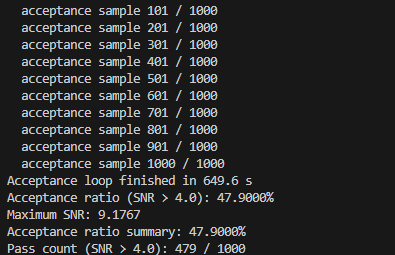 acceptance sample 101 / 1000
acceptance sample 201 / 1000
acceptance sample 301 / 1000
acceptance sample 401 / 1000
acceptance sample 501 / 1000
acceptance sample 601 / 1000
acceptance sample 701 / 1000
acceptance sample 801 / 1000
acceptance sample 901 / 1000
acceptance sample 1000 / 1000
Acceptance loop finished in 649.6 s
Acceptance ratio (SNR > 4.0): 47.9000%
Maximum SNR: 9.1767
Acceptance ratio summary: 47.9000%
Pass count (SNR > 4.0): 479 / 1000